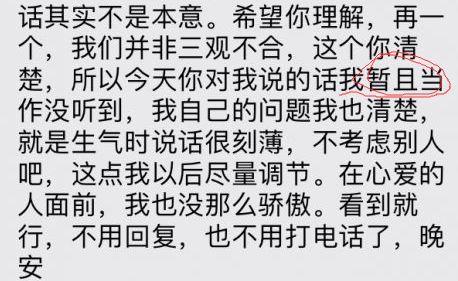 话其实不是本意。希望你理解，再一
个，我们并非三观不合，这个你清
楚，所以今天你对我说的话我暂且当
作没听到，我自己的问题我也清楚，
就是生气时说话很刻薄，不考虑别人
吧，这点我以后尽量调节。在心爱的
人面前，我也没那么骄傲。看到就
行，不用回复，也不用打电话了，晚
安